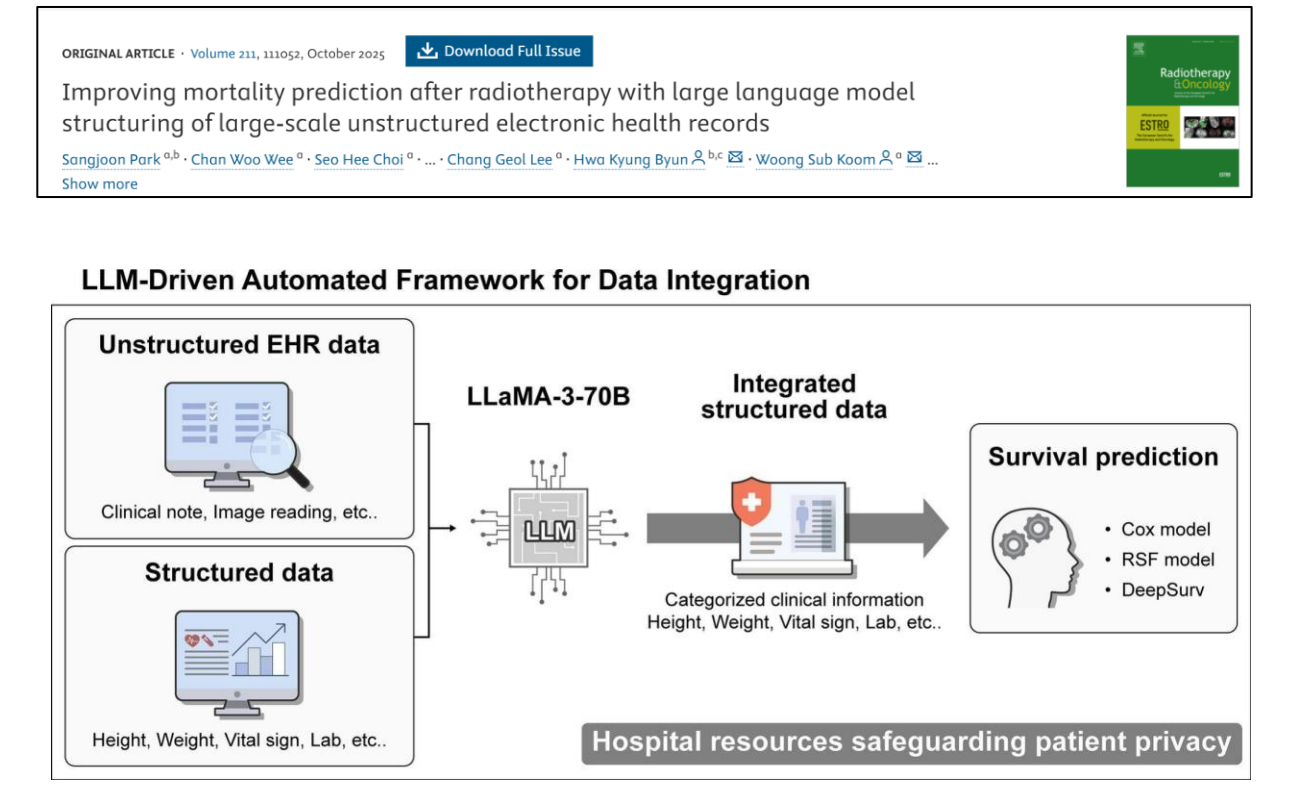 ORIGINAL ARTICLE · Volume 211, 111052, October 2025
Download Full Issue
Improving mortality prediction after radiotherapy with large language model
structuring of large-scale unstructured electronic health records
Sangjoon Park a,b · Chan Woo Wee a · Seo Hee Choi a · ... · Chang Geol Lee a · Hwa Kyung Byun b,c · Woong Sub Koom a ...
Show more
Radiotherapy
&Oncology
ESTRO
LLM-Driven Automated Framework for Data Integration
Unstructured EHR data
Clinical note, Image reading, etc..
Structured data
Height, Weight, Vital sign, Lab, etc..
LLaMA-3-70B
LLM
Integrated
structured data
Categorized clinical information
Height, Weight, Vital sign, Lab, etc..
Survival prediction
• Cox model
• RSF model
• DeepSurv
Hospital resources safeguarding patient privacy